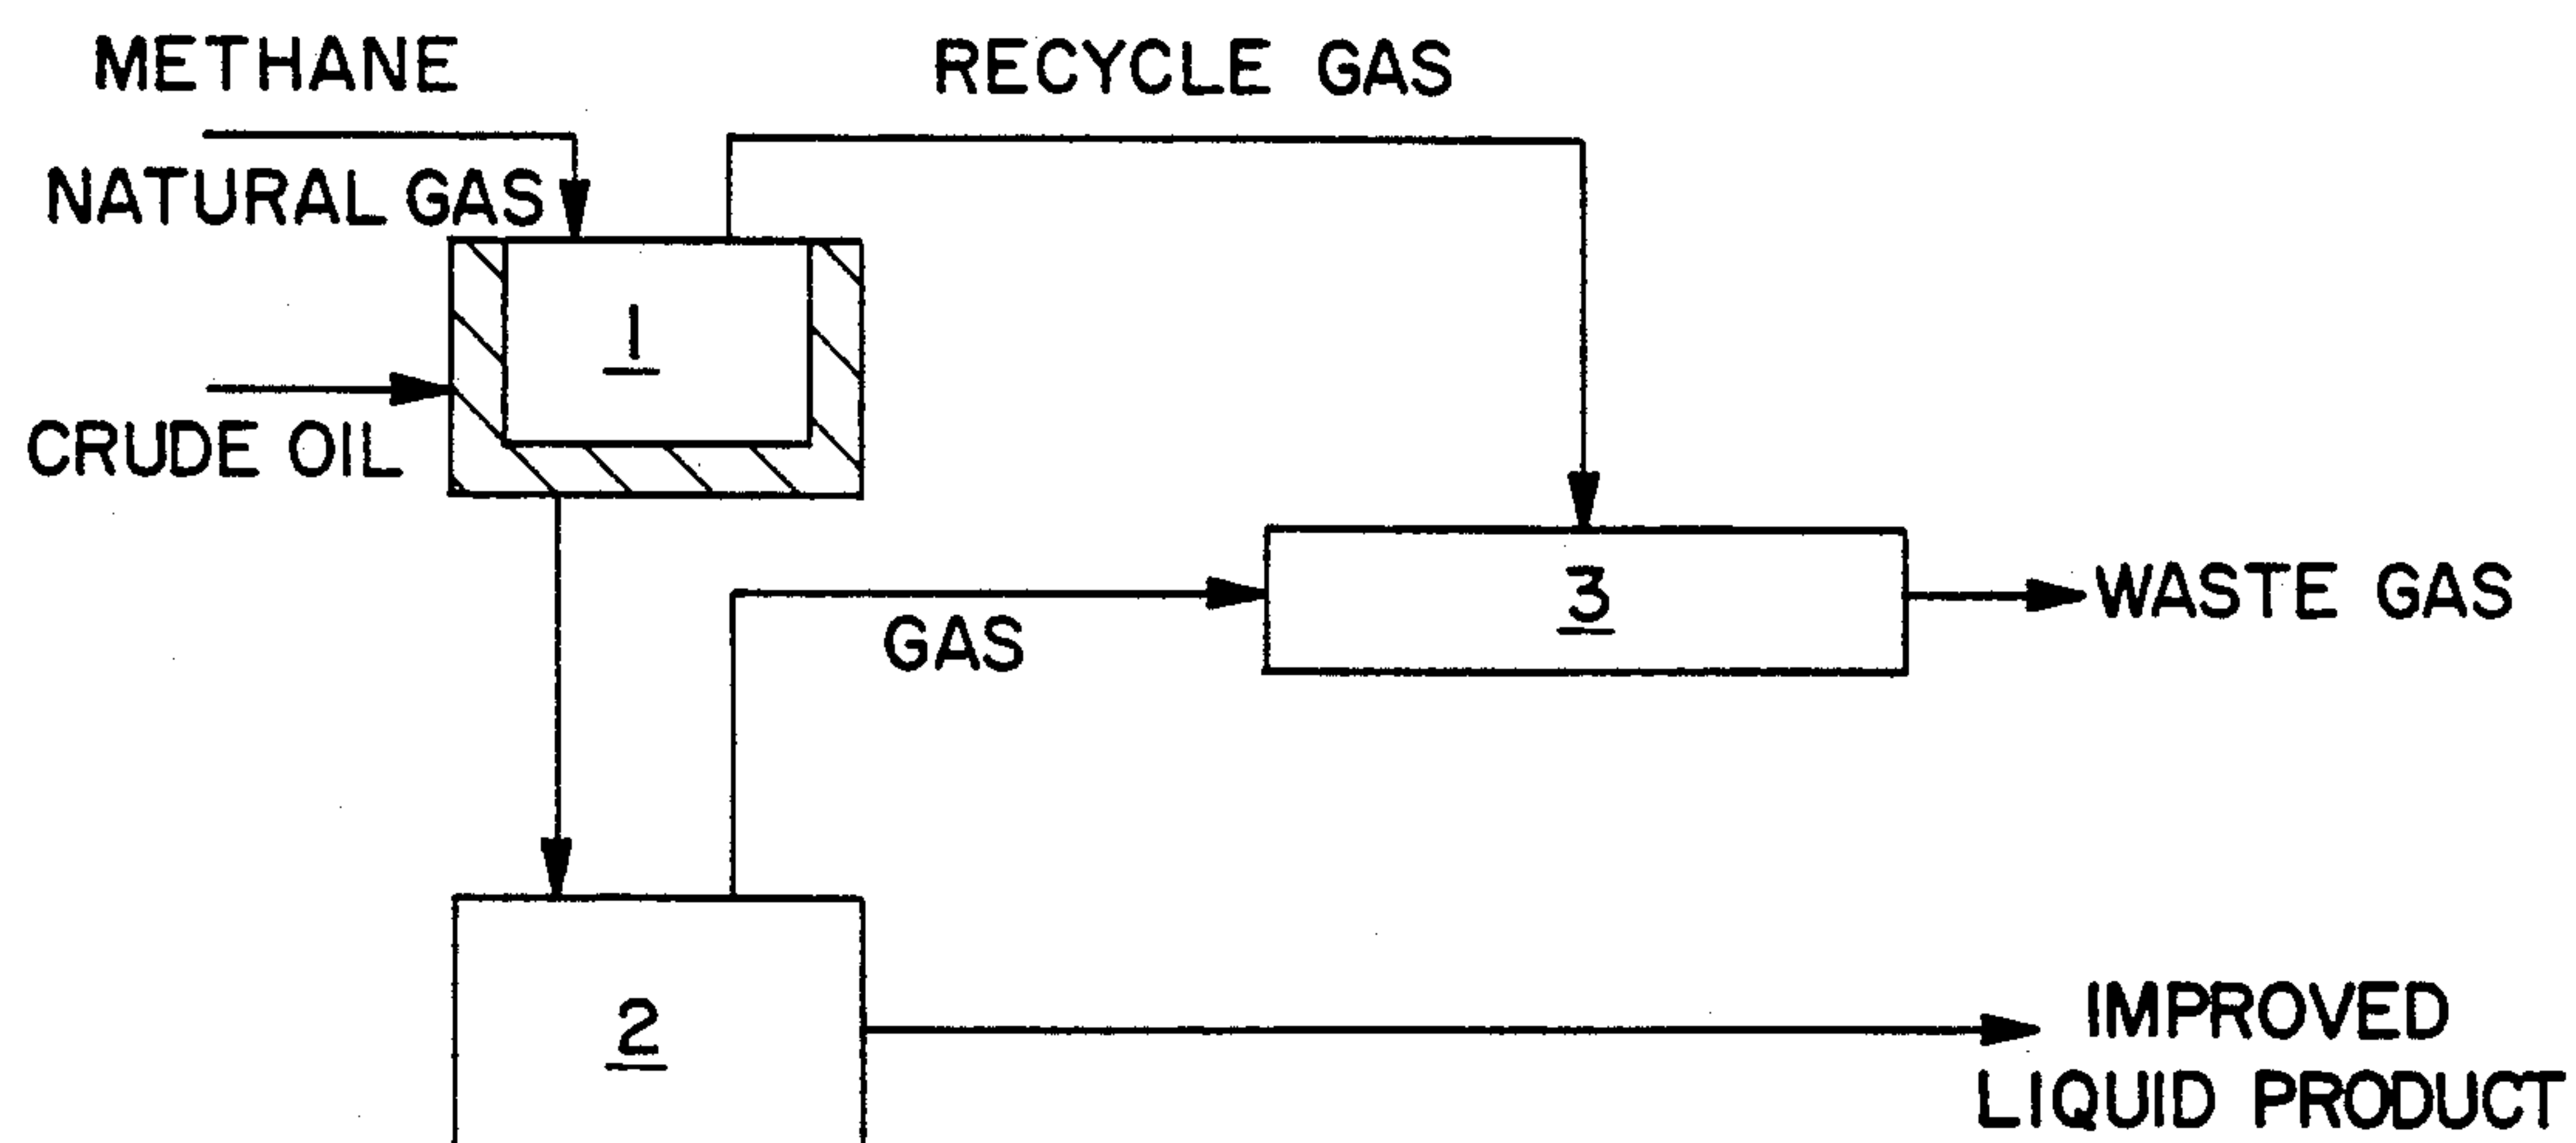 METHANE
RECYCLE GAS
NATURAL GAS
1
CRUDE OIL
3
WASTE GAS
GAS
2
IMPROVED
LIQUID PRODUCT